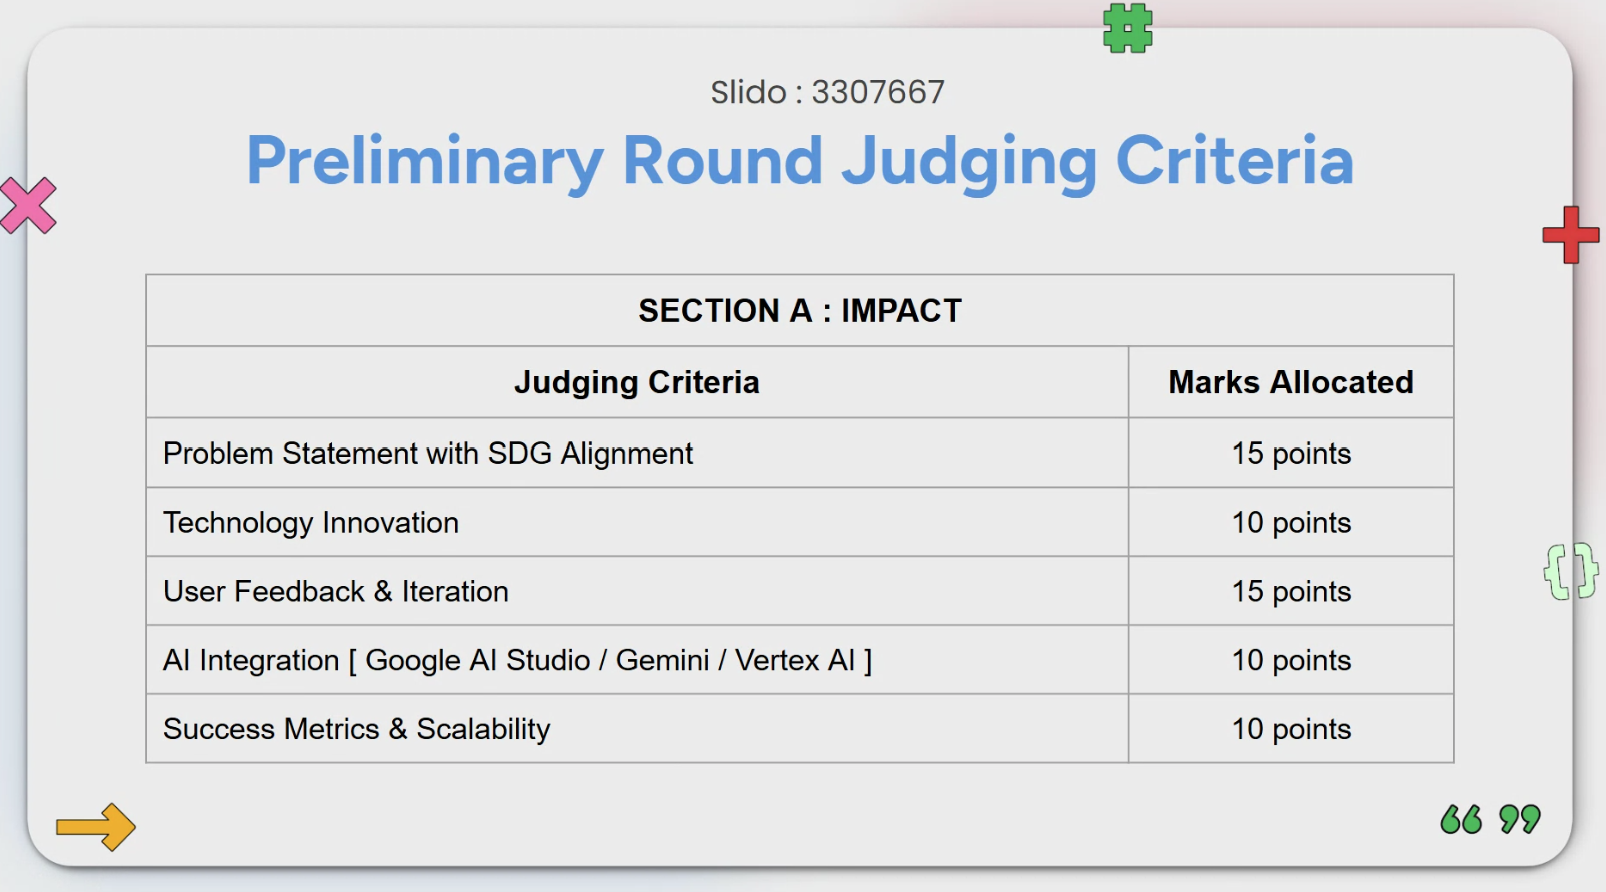 Slido : 3307667
Preliminary Round Judging Criteria
SECTION A : IMPACT
Judging Criteria
Marks Allocated
Problem Statement with SDG Alignment
15 points
Technology Innovation
10 points
User Feedback & Iteration
15 points
AI Integration [ Google AI Studio / Gemini / Vertex AI ]
10 points
Success Metrics & Scalability
10 points